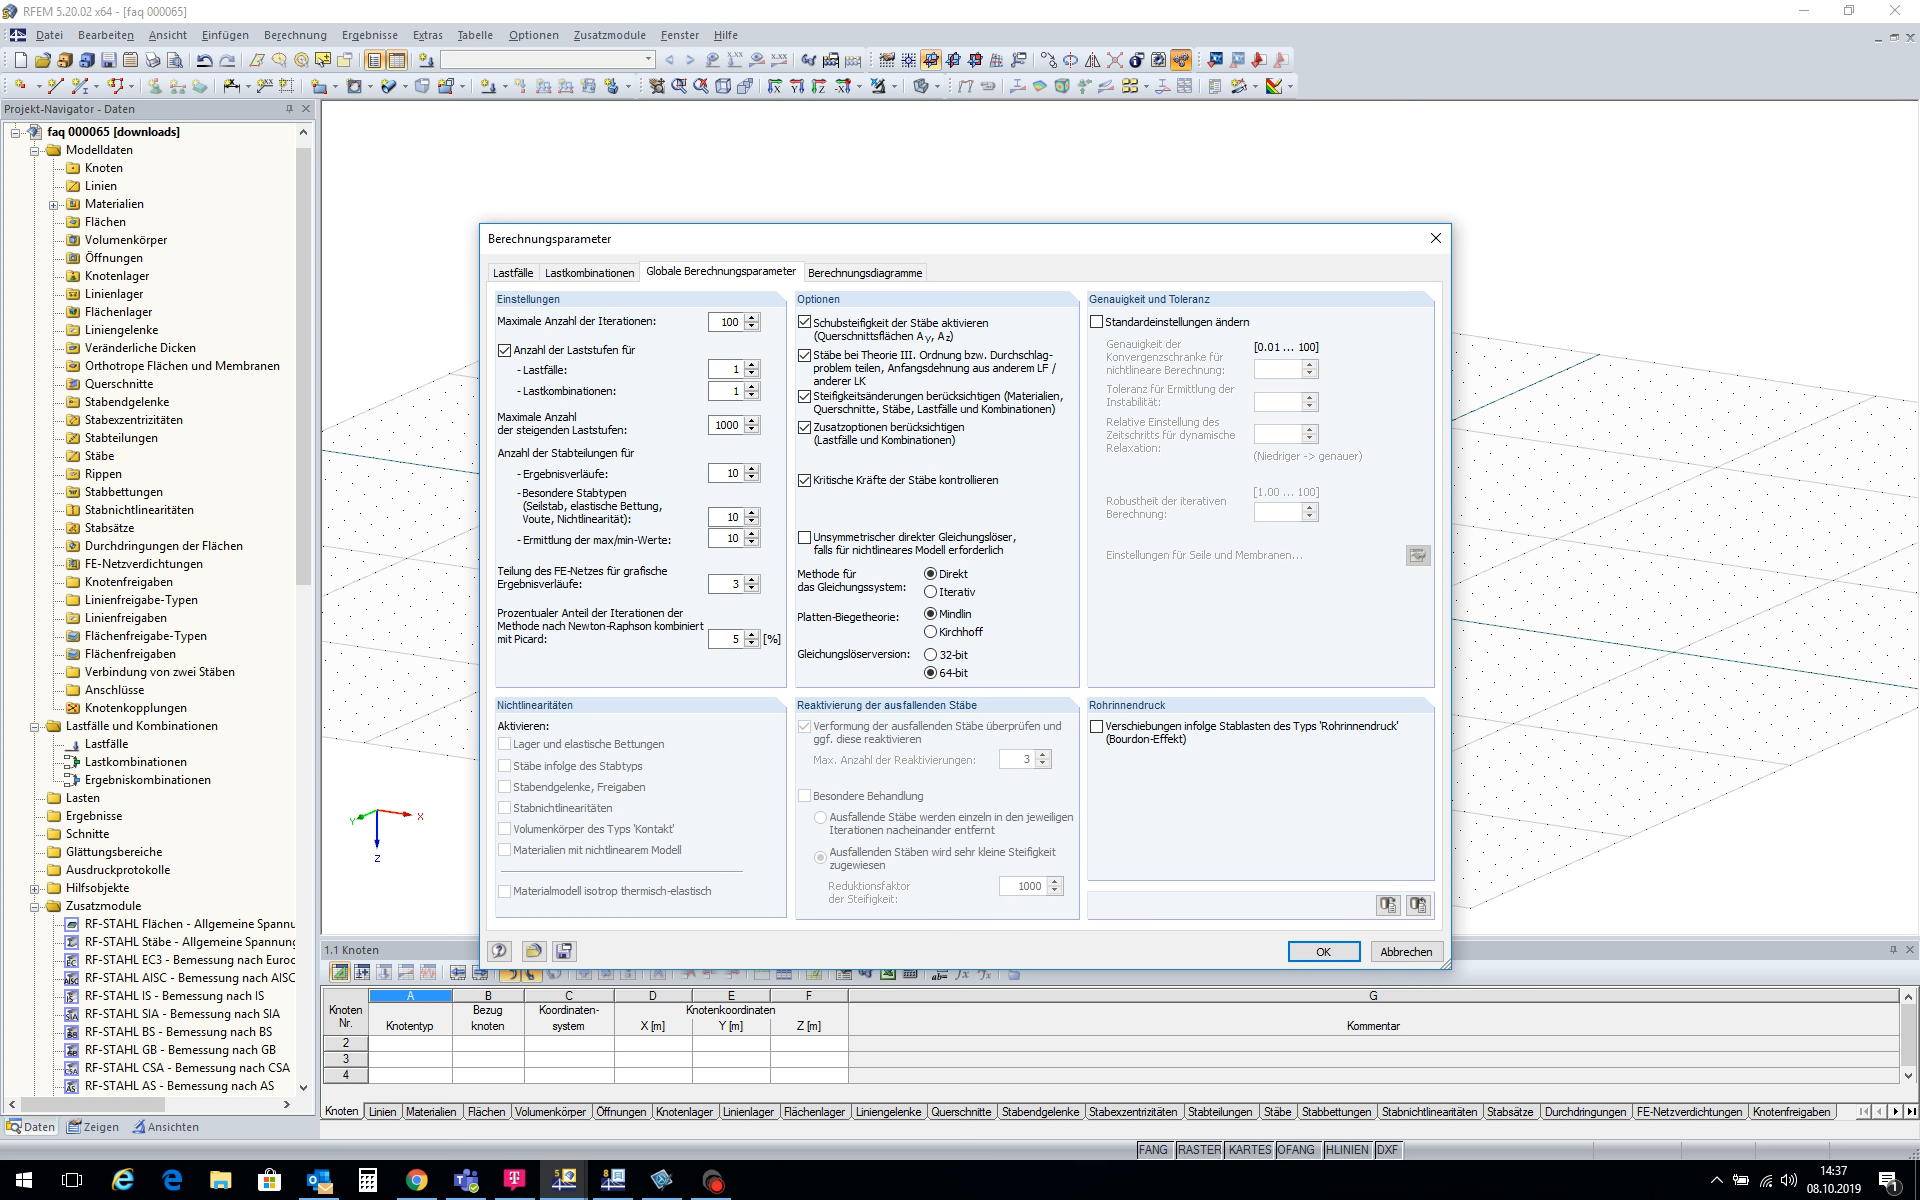 RFEM 5.20.02 x64 - [faq 000065]
Datei Bearbeiten Ansicht Einfügen Berechnung Ergebnisse Extras Tabelle Optionen Zusatzmodule Fenster Hilfe
Projekt-Navigator - Daten
faq 000065 [downloads]
Modelldaten
Knoten
Linien
Materialien
Flächen
Volumenkörper
Öffnungen
Knotenlager
Linienlager
Flächenlager
Liniengelenke
Veränderliche Dicken
Orthotrope Flächen und Membranen
Querschnitte
Stabendgelenke
Stabexzentrizitäten
Stabteilungen
Stäbe
Rippen
Stabbettungen
Stabnichtlinearitäten
Stabsätze
Durchdringungen der Flächen
FE-Netzverdichtungen
Knotenfreigaben
Linienfreigabe-Typen
Linienfreigaben
Flächenfreigabe-Typen
Flächenfreigaben
Verbindung von zwei Stäben
Anschlüsse
Knotenkopplungen
Lastfälle und Kombinationen
Lastfälle
Lastkombinationen
Ergebniskombinationen
Lasten
Ergebnisse
Schnitte
Glättungsbereiche
Ausdruckprotokolle
Hilfsobjekte
Zusatzmodule
RF-STAHL Flächen - Allgemeine Spannu
RF-STAHL Stäbe - Allgemeine Spannung
RF-STAHL EC3 - Bemessung nach Euroc
RF-STAHL AISC - Bemessung nach AISC
RF-STAHL IS - Bemessung nach IS
RF-STAHL SIA - Bemessung nach SIA
RF-STAHL BS - Bemessung nach BS
RF-STAHL GB - Bemessung nach GB
RF-STAHL CSA - Bemessung nach CSA
RF-STAHL AS - Bemessung nach AS
Daten Zeigen Ansichten
Y X
Z
Berechnungsparameter
Lastfälle Lastkombinationen Globale Berechnungsparameter Berechnungsdiagramme
Einstellungen
Maximale Anzahl der Iterationen: 100
Anzahl der Laststufen für
- Lastfälle: 1
- Lastkombinationen: 1
Maximale Anzahl
der steigenden Laststufen: 1000
Anzahl der Stabteilungen für
- Ergebnisverläufe: 10
- Besondere Stabtypen
(Seilstab, elastische Bettung,
Voute, Nichtlinearität): 10
- Ermittlung der max/min-Werte: 10
Teilung des FE-Netzes für grafische
Ergebnisverläufe: 3
Prozentualer Anteil der Iterationen der
Methode nach Newton-Raphson kombiniert
mit Picard: 5 [%]
Optionen
Schubsteifigkeit der Stäbe aktivieren
(Querschnittsflächen Ay, Az)
Stäbe bei Theorie III. Ordnung bzw. Durchschlag-
problem teilen, Anfangsdehnung aus anderem LF /
anderer LK
Steifigkeitsänderungen berücksichtigen (Materialien,
Querschnitte, Stäbe, Lastfälle und Kombinationen)
Zusatzoptionen berücksichtigen
(Lastfälle und Kombinationen)
Kritische Kräfte der Stäbe kontrollieren
Unsymmetrischer direkter Gleichungslöser,
falls für nichtlineares Modell erforderlich
Methode für
das Gleichungssystem:
Direkt
Iterativ
Platten-Biegetheorie:
Mindlin
Kirchhoff
Gleichungslöserversion:
32-bit
64-bit
Genauigkeit und Toleranz
Standardeinstellungen ändern
Genauigkeit der
Konvergenzschranke für
nichtlineare Berechnung:
[0.01 ... 100]
Toleranz für Ermittlung der
Instabilität:
Relative Einstellung des
Zeitschritts für dynamische
Relaxation:
(Niedriger -> genauer)
[1.00 ... 100]
Robustheit der iterativen
Berechnung:
Einstellungen für Seile und Membranen...
Nichtlinearitäten
Aktivieren:
Lager und elastische Bettungen
Stäbe infolge des Stabtyps
Stabendgelenke, Freigaben
Stabnichtlinearitäten
Volumenkörper des Typs 'Kontakt'
Materialien mit nichtlinearem Modell
Materialmodell isotrop thermisch-elastisch
Reaktivierung der ausfallenden Stäbe
Verformung der ausfallenden Stäbe überprüfen und
ggf. diese reaktivieren
Max. Anzahl der Reaktivierungen: 3
Besondere Behandlung
Ausfallende Stäbe werden einzeln in den jeweiligen
Iterationen nacheinander entfernt
Ausfallenden Stäben wird sehr kleine Steifigkeit
zugewiesen
Reduktionsfaktor
der Steifigkeit: 1000
Rohrinnendruck
Verschiebungen infolge Stablasten des Typs 'Rohrinnendruck'
(Bourdon-Effekt)
OK Abbrechen
1.1 Knoten
A B C D E F G
Knoten
Nr.
Knotentyp
Bezug
knoten
Koordinaten-
system
Knotenkoordinaten
X [m] Y [m] Z [m]
Kommentar
2
3
4
Knoten Linien Materialien Flächen Volumenkörper Öffnungen Knotenlager Linienlager Flächenlager Liniengelenke Querschnitte Stabendgelenke Stabexzentrizitäten Stabteilungen Stäbe Stabbettungen Stabnichtlinearitäten Stabsätze Durchdringungen FE-Netzverdichtungen Knotenfreigaben
FANG RASTER KARTES OFANG HLINIEN DXF
14:37
08.10.2019